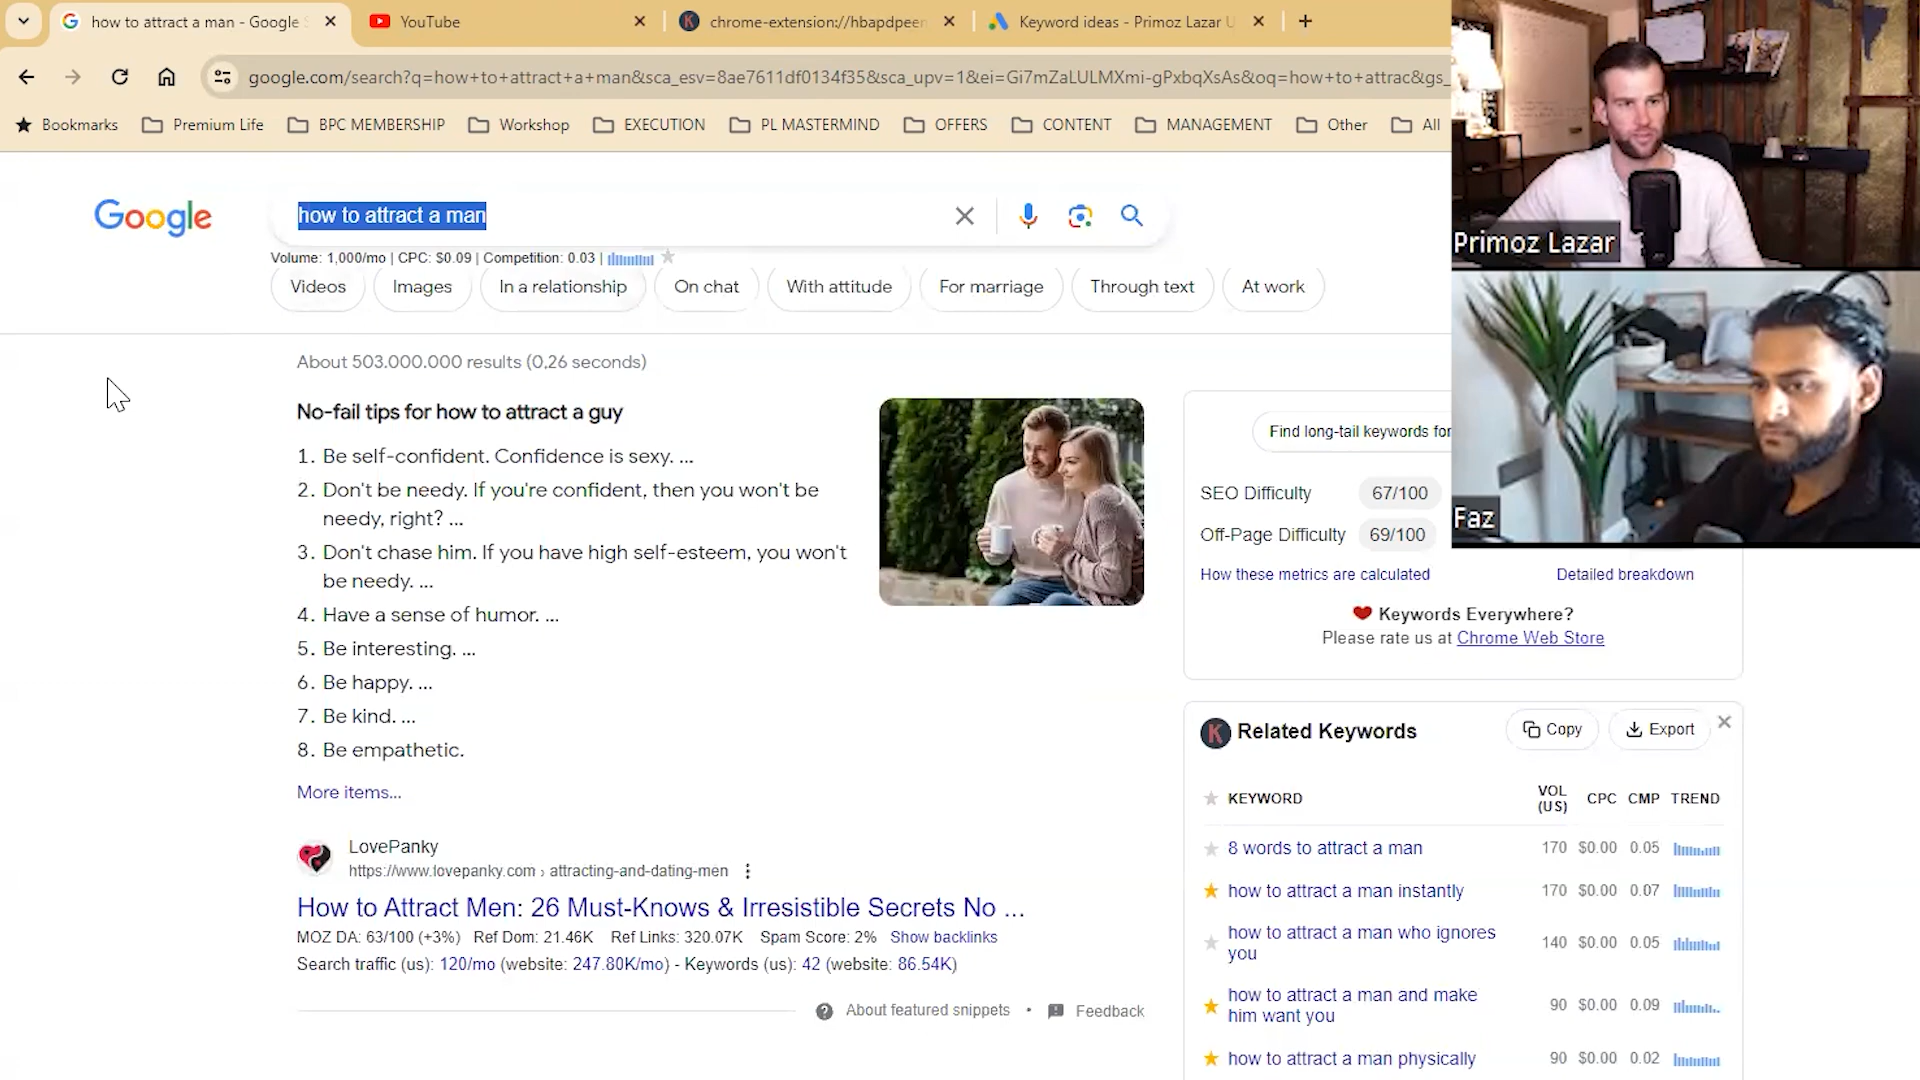 how to attract a man - Google S
YouTube
chrome-extension://hbapdpeen
Keyword ideas - Primoz Lazar U
google.com/search?q=how+to+attract+a+man&sca_esv=8ae7611df0134f35&sca_upv=1&ei=Gi7mZaLULMXmi-gPxbqXsAs&oq=how+to+attrac&gs_
Bookmarks
Premium Life
BPC MEMBERSHIP
Workshop
EXECUTION
PL MASTERMIND
OFFERS
CONTENT
MANAGEMENT
Other
All
Google
how to attract a man
Volume: 1,000/mo | CPC: $0.09 | Competition: 0.03 |
Videos
Images
In a relationship
On chat
With attitude
For marriage
Through text
At work
About 503.000.000 results (0,26 seconds)
No-fail tips for how to attract a guy
1. Be self-confident. Confidence is sexy. ...
2. Don't be needy. If you're confident, then you won't be
needy, right? ...
3. Don't chase him. If you have high self-esteem, you won't
be needy. ...
4. Have a sense of humor. ...
5. Be interesting. ...
6. Be happy. ...
7. Be kind. ...
8. Be empathetic.
More items...
LovePanky
https://www.lovepanky.com › attracting-and-dating-men
How to Attract Men: 26 Must-Knows & Irresistible Secrets No ...
MOZ DA: 63/100 (+3%) Ref Dom: 21.46K Ref Links: 320.07K Spam Score: 2% Show backlinks
Search traffic (us): 120/mo (website: 247.80K/mo) - Keywords (us): 42 (website: 86.54K)
About featured snippets • Feedback
Primoz Lazar
Faz
Find long-tail keywords for
SEO Difficulty 67/100
Off-Page Difficulty 69/100
How these metrics are calculated
Detailed breakdown
Keywords Everywhere?
Please rate us at Chrome Web Store
K Related Keywords
Copy
Export
KEYWORD VOL (US) CPC CMP TREND
8 words to attract a man 170 $0.00 0.05
how to attract a man instantly 170 $0.00 0.07
how to attract a man who ignores
you 140 $0.00 0.05
how to attract a man and make
him want you 90 $0.00 0.09
how to attract a man physically 90 $0.00 0.02